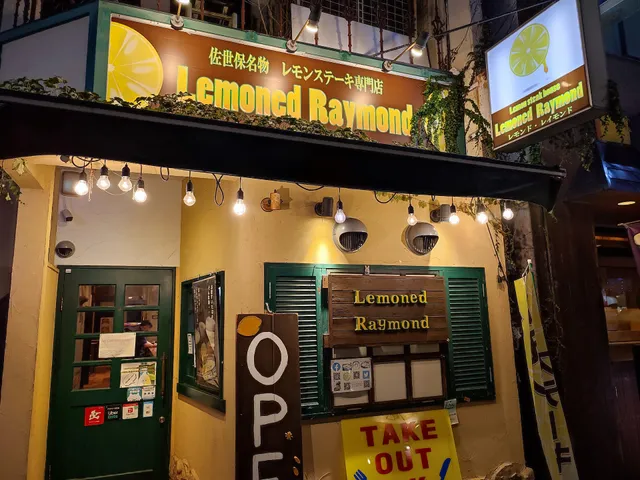 佐世保名物 レモンステーキ専門店
Lemoned Raymond
Lemon steak house
Lemoned Raymond
レモンド・レイモンド
Lemoned
Raymond
OPE
TAKE
OUT